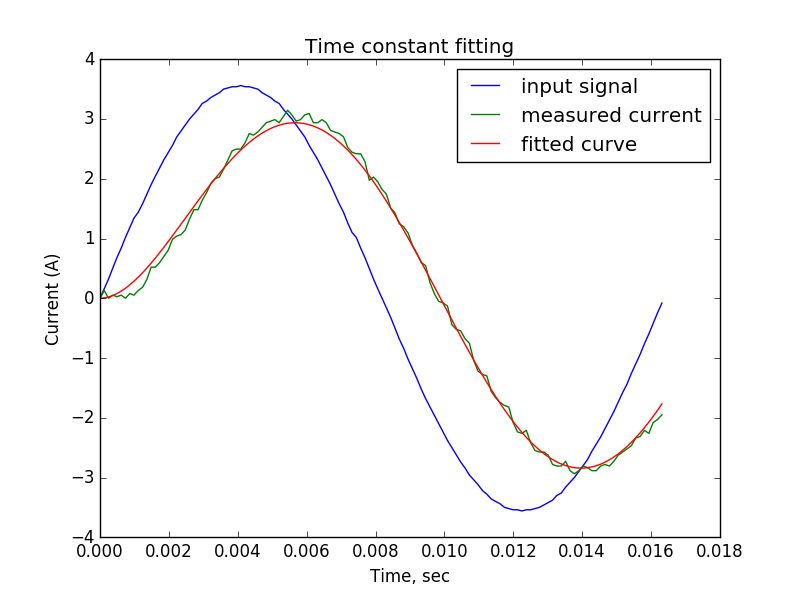 Time constant fitting
4
3
2
1
0
−1
−2
−3
−4
Current (A)
input signal
measured current
fitted curve
0.000 0.002 0.004 0.006 0.008 0.010 0.012 0.014 0.016 0.018
Time, sec